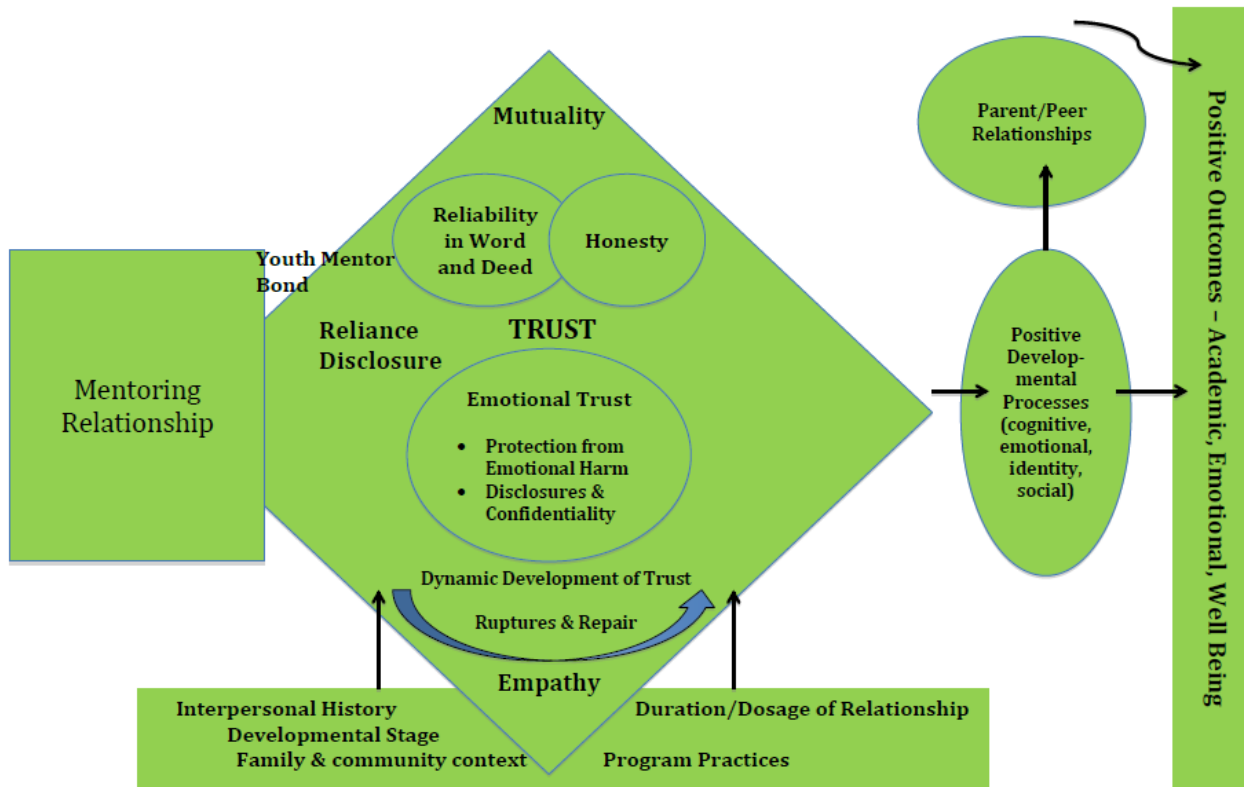 Mentoring
Relationship
Youth Mentor
Bond
Mutuality
Reliability
in Word
and Deed
Honesty
Reliance
Disclosure
TRUST
Emotional Trust
• Protection from
Emotional Harm
• Disclosures &
Confidentiality
Dynamic Development of Trust
Ruptures & Repair
Empathy
Interpersonal History
Developmental Stage
Family & community context
Duration/Dosage of Relationship
Program Practices
Parent/Peer
Relationships
Positive
Develop-
mental
Processes
(cognitive,
emotional,
identity,
social)
Positive Outcomes – Academic, Emotional, Well Being